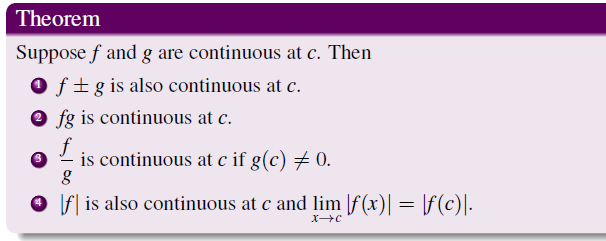 Theorem
Suppose f and g are continuous at c. Then
1 f ± g is also continuous at c.
2 fg is continuous at c.
3 f/g is continuous at c if g(c) ≠ 0.
4 |f| is also continuous at c and lim x→c |f(x)| = |f(c)|.